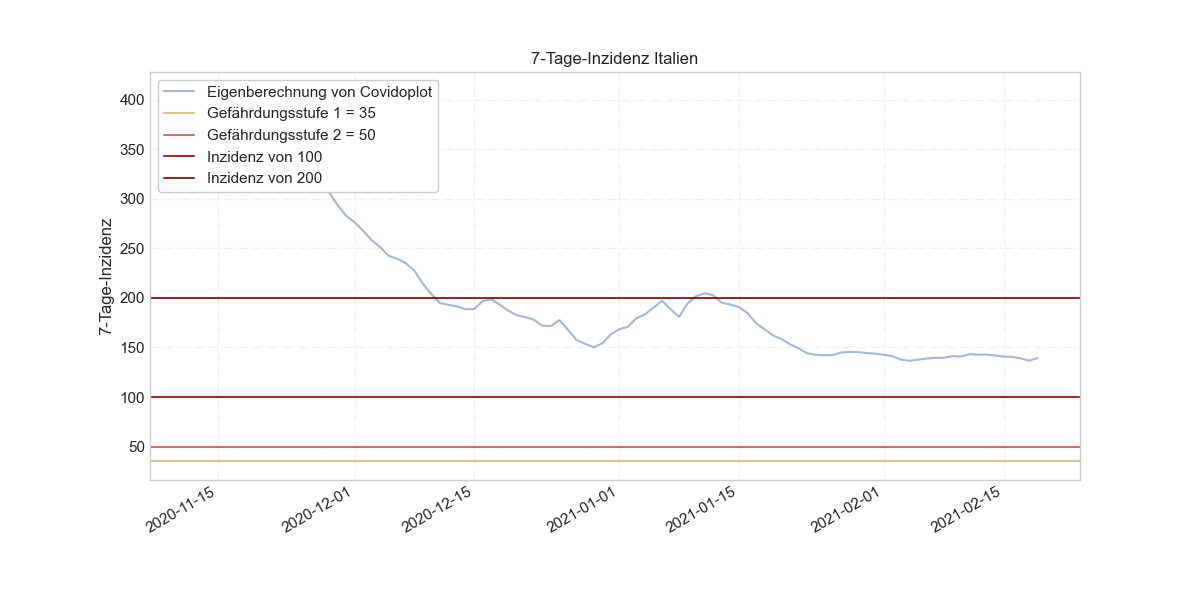 7-Tage-Inzidenz Italien
Eigenberechnung von Covidoplot
Gefährdungsstufe 1 = 35
Gefährdungsstufe 2 = 50
Inzidenz von 100
Inzidenz von 200
7-Tage-Inzidenz
400
350
300
250
200
150
100
50
2020-11-15
2020-12-01
2020-12-15
2021-01-01
2021-01-15
2021-02-01
2021-02-15